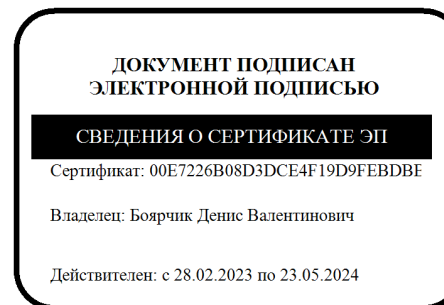 ДОКУМЕНТ ПОДПИСАН
ЭЛЕКТРОННОЙ ПОДПИСЬЮ
СВЕДЕНИЯ О СЕРТИФИКАТЕ ЭП
Сертификат: 00E7226B08D3DCE4F19D9FEBDBE
Владелец: Боярчик Денис Валентинович
Действителен: с 28.02.2023 по 23.05.2024